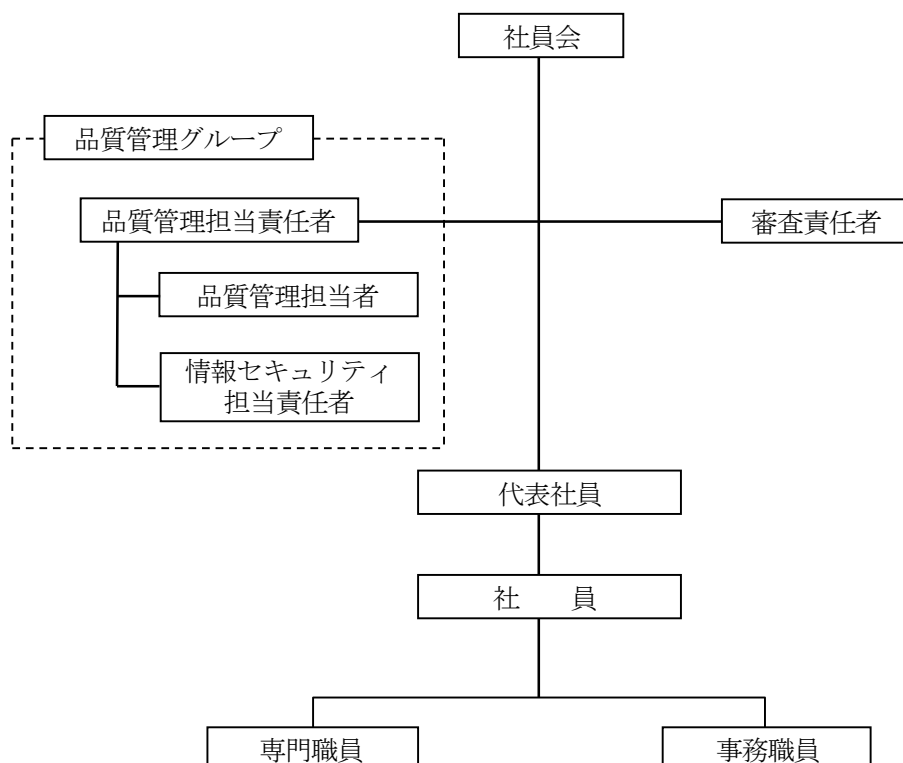 社員会
品質管理グループ
品質管理担当責任者
審査責任者
品質管理担当者
情報セキュリティ
担当責任者
代表社員
社　　員
専門職員
事務職員